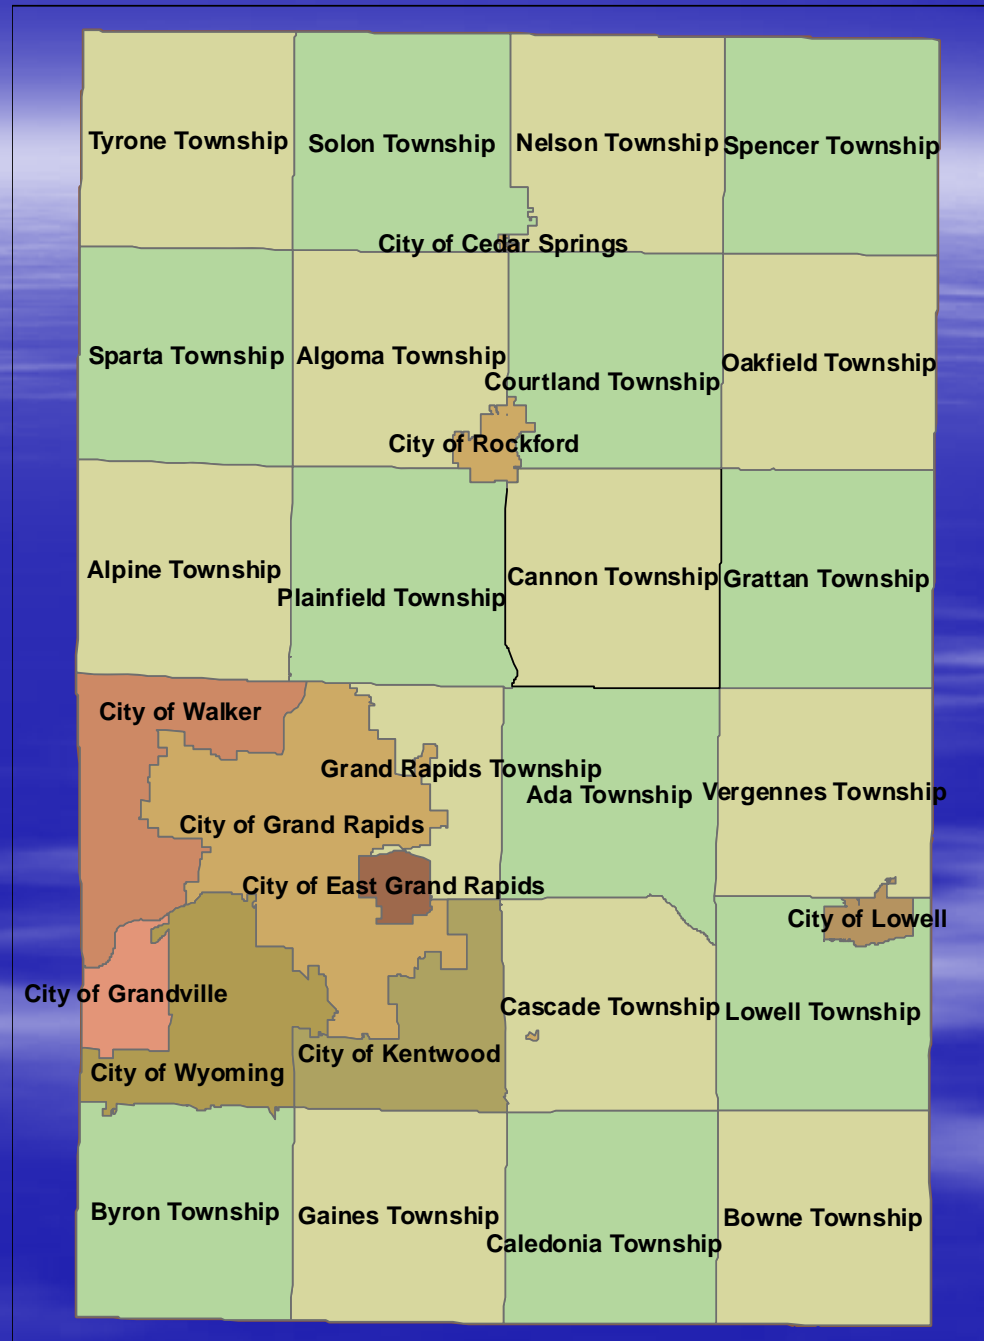 Tyrone Township
Solon Township
Nelson Township
Spencer Township
City of Cedar Springs
Sparta Township
Algoma Township
Courtland Township
Oakfield Township
City of Rockford
Alpine Township
Plainfield Township
Cannon Township
Grattan Township
City of Walker
Grand Rapids Township
Ada Township
Vergennes Township
City of Grand Rapids
City of East Grand Rapids
City of Lowell
City of Grandville
Cascade Township
Lowell Township
City of Kentwood
City of Wyoming
Byron Township
Gaines Township
Caledonia Township
Bowne Township